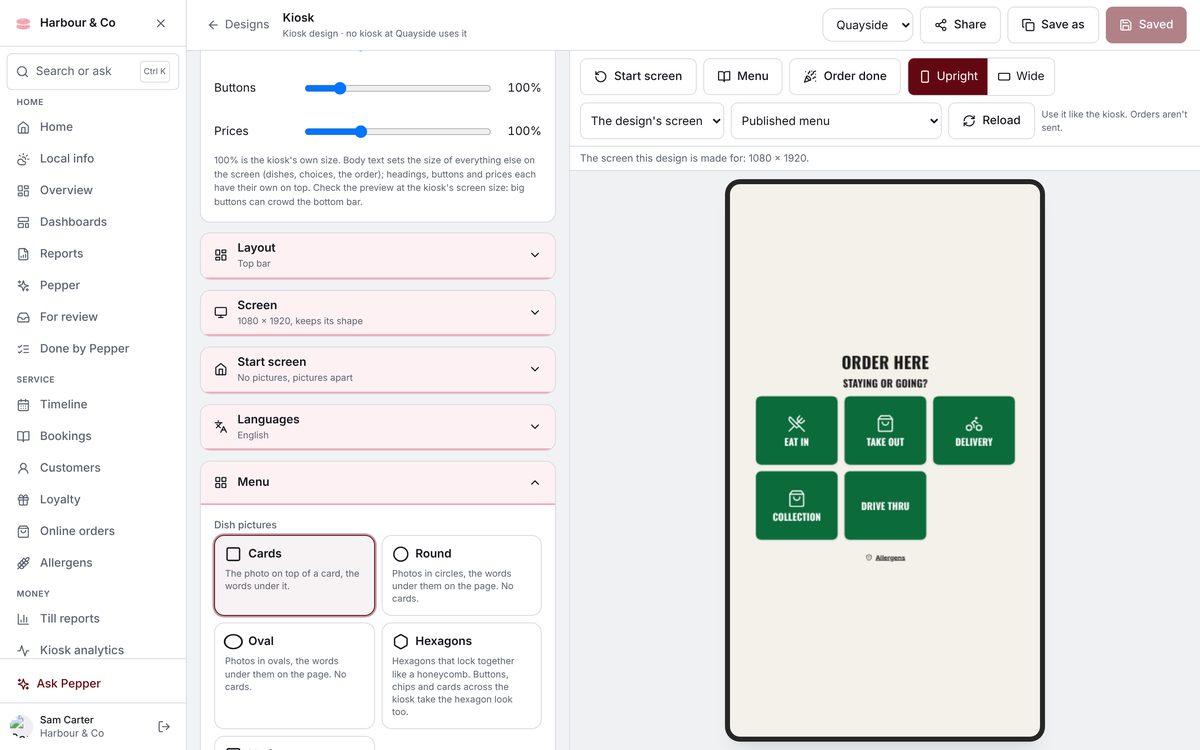 Harbour & Co
Search or ask
Ctrl K
HOME
Home
Local info
Overview
Dashboards
Reports
Pepper
For review
Done by Pepper
SERVICE
Timeline
Bookings
Customers
Loyalty
Online orders
Allergens
MONEY
Till reports
Kiosk analytics
Ask Pepper
Sam Carter
Harbour & Co
Designs
Kiosk
Kiosk design · no kiosk at Quayside uses it
Quayside
Share
Save as
Saved
Buttons
100%
Prices
100%
100% is the kiosk's own size. Body text sets the size of everything else on
the screen (dishes, choices, the order); headings, buttons and prices each
have their own on top. Check the preview at the kiosk's screen size: big
buttons can crowd the bottom bar.
Layout
Top bar
Screen
1080 × 1920, keeps its shape
Start screen
No pictures, pictures apart
Languages
English
Menu
Dish pictures
Cards
The photo on top of a card, the
words under it.
Round
Photos in circles, the words
under them on the page. No
cards.
Oval
Photos in ovals, the words
under them on the page. No
cards.
Hexagons
Hexagons that lock together
like a honeycomb. Buttons,
chips and cards across the
kiosk take the hexagon look
too.
Start screen
Menu
Order done
Upright
Wide
The design's screen
Published menu
Reload
Use it like the kiosk. Orders aren't
sent.
The screen this design is made for: 1080 × 1920.
ORDER HERE
STAYING OR GOING?
EAT IN
TAKE OUT
DELIVERY
COLLECTION
DRIVE THRU
Allergens